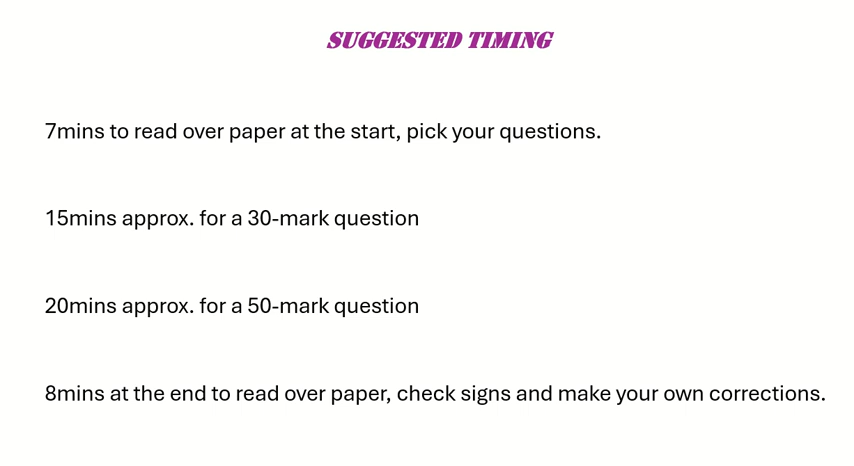 SUGGESTED TIMING
7mins to read over paper at the start, pick your questions.
15mins approx. for a 30-mark question
20mins approx. for a 50-mark question
8mins at the end to read over paper, check signs and make your own corrections.